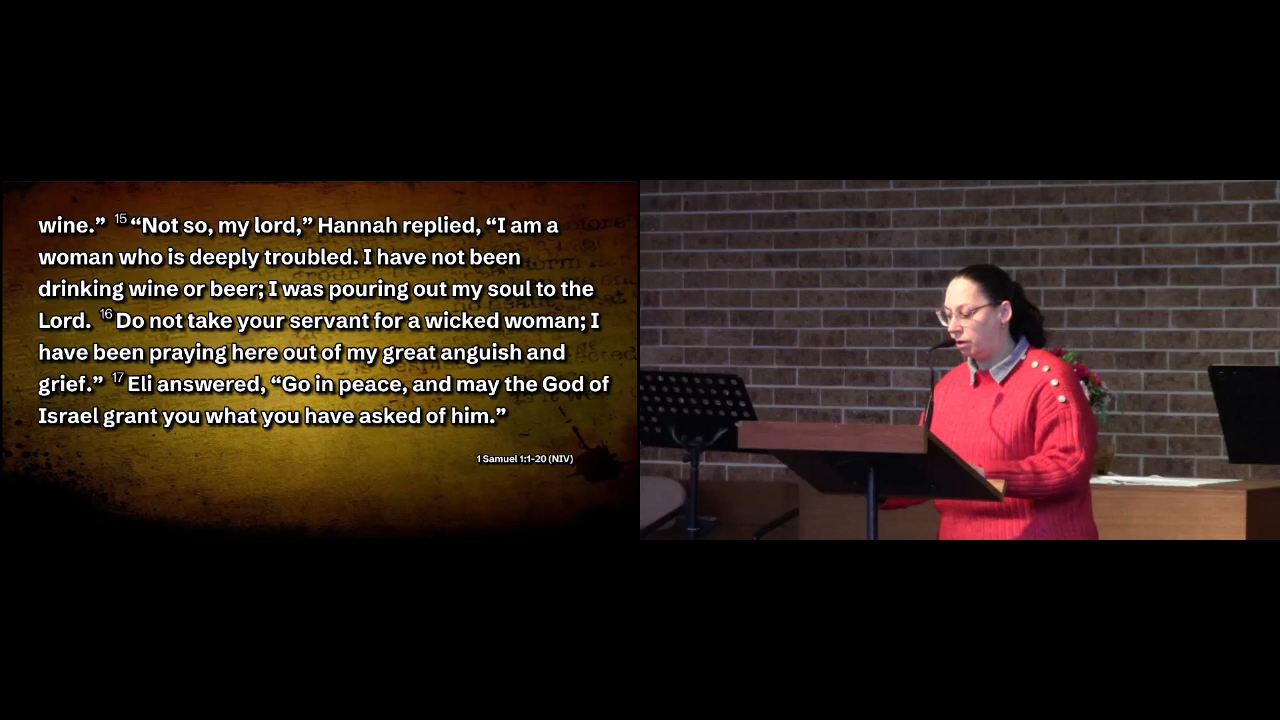 wine.” 15 “Not so, my lord,” Hannah replied, “I am a
woman who is deeply troubled. I have not been
drinking wine or beer; I was pouring out my soul to the
Lord. 16 Do not take your servant for a wicked woman; I
have been praying here out of my great anguish and
grief.” 17 Eli answered, “Go in peace, and may the God of
Israel grant you what you have asked of him.”
1 Samuel 1:1-20 (NIV)